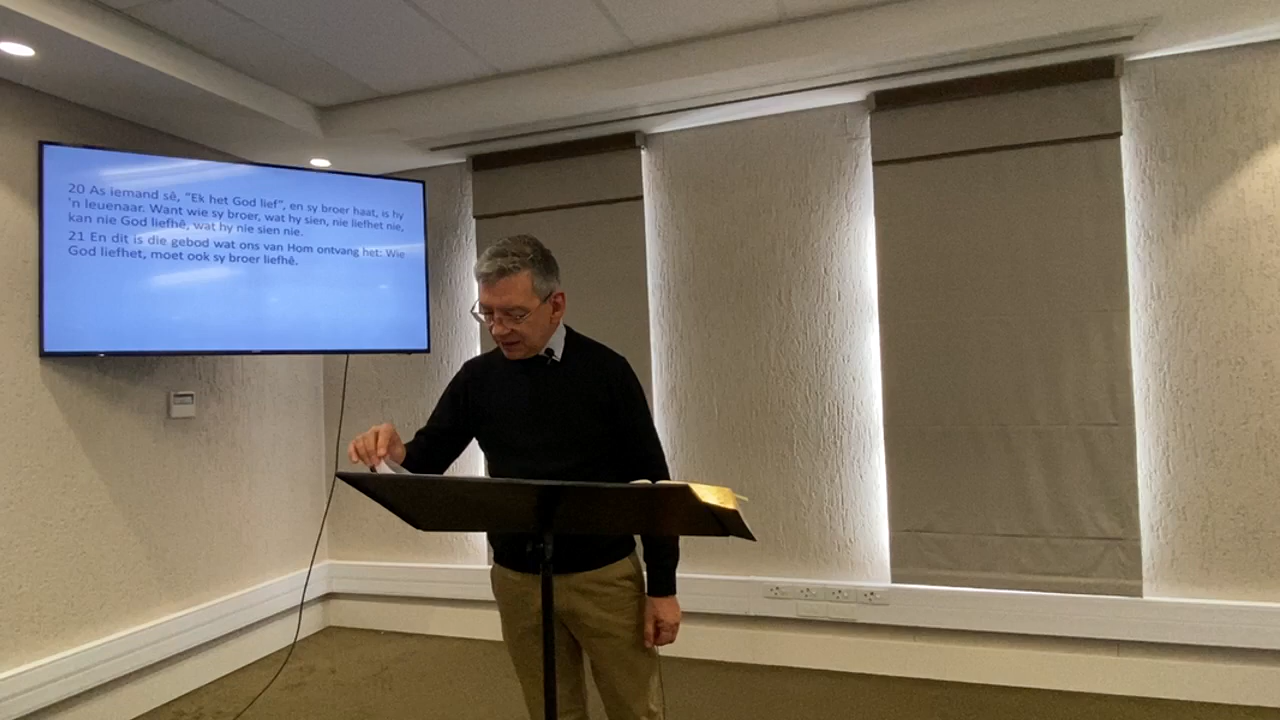 20 As iemand sê, "Ek het God lief", en sy broer haat, is hy
'n leuenaar. Want wie sy broer, wat hy sien, nie liefhet nie,
kan nie God liefhê, wat hy nie sien nie.
21 En dit is die gebod wat ons van Hom ontvang het: Wie
God liefhet, moet ook sy broer liefhê.